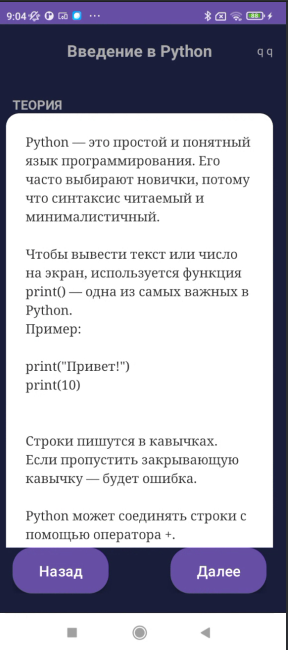 9:04
Введение в Python
q q
ТЕОРИЯ
Python — это простой и понятный
язык программирования. Его
часто выбирают новички, потому
что синтаксис читаемый и
минималистичный.
Чтобы вывести текст или число
на экран, используется функция
print() — одна из самых важных в
Python.
Пример:
print("Привет!")
print(10)
Строки пишутся в кавычках.
Если пропустить закрывающую
кавычку — будет ошибка.
Python может соединять строки с
помощью оператора +.
Назад
Далее